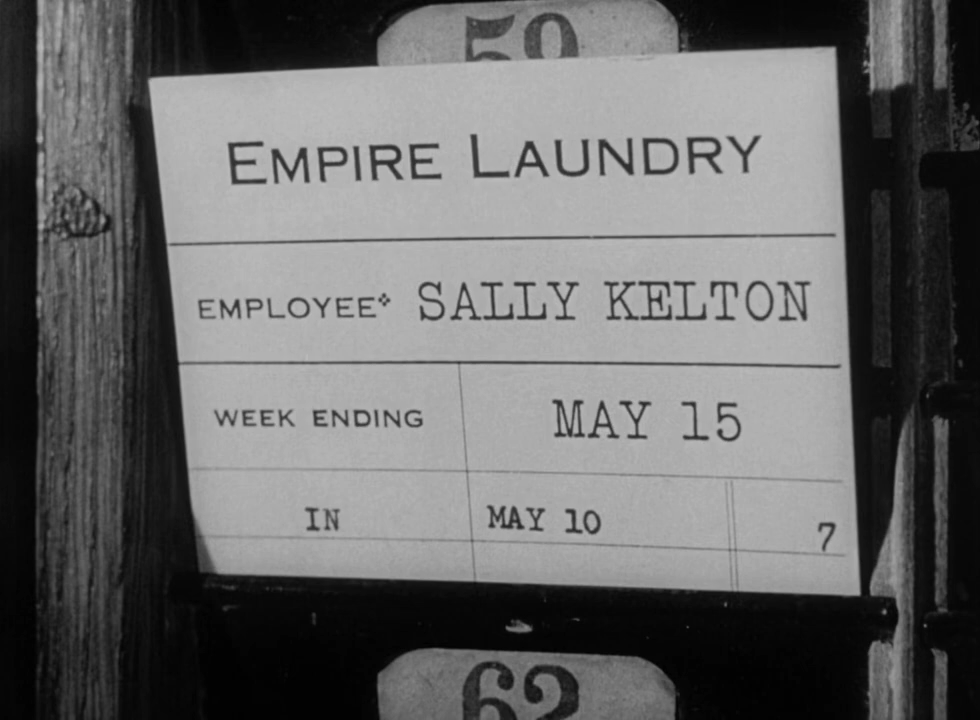 59
EMPIRE LAUNDRY
EMPLOYEE SALLY KELTON
WEEK ENDING MAY 15
IN MAY 10 7
62